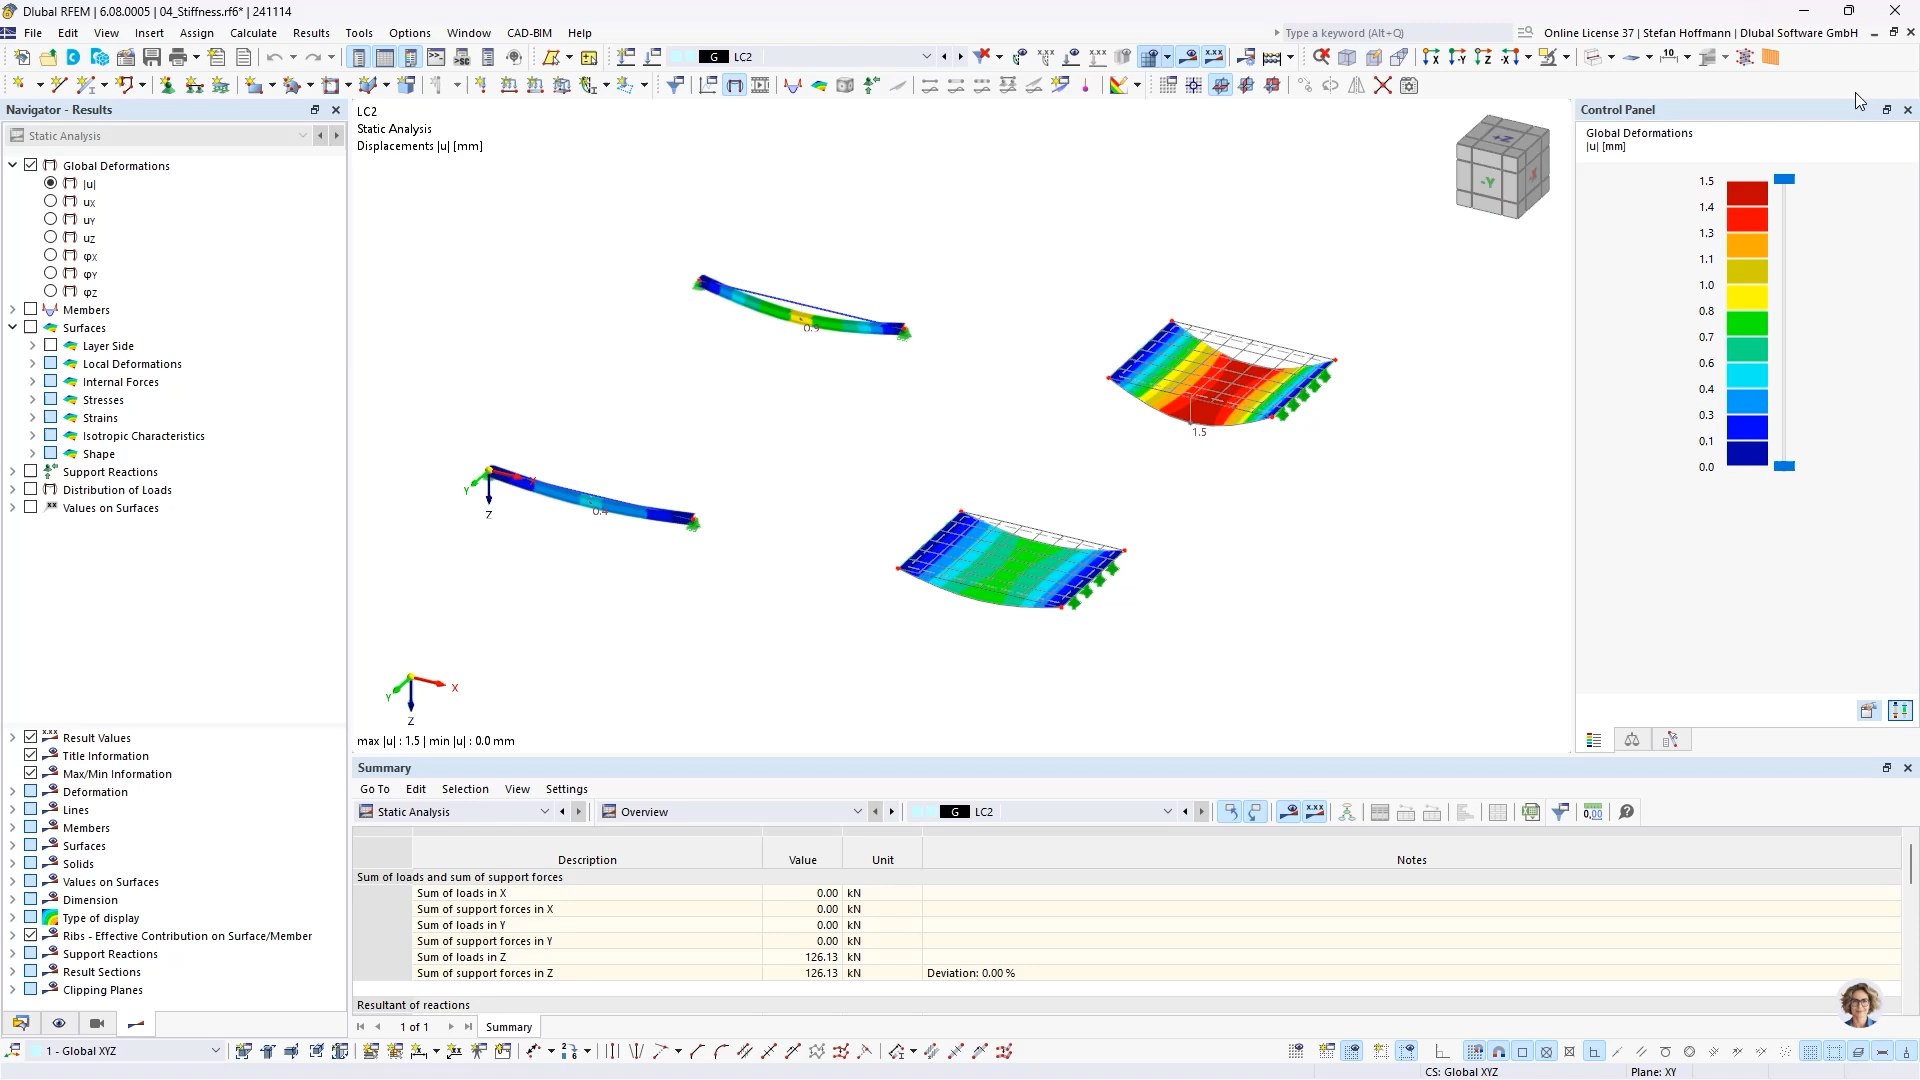 Dlubal RFEM | 6.08.0005 | 04_Stiffness.rf6* | 241114
File Edit View Insert Assign Calculate Results Tools Options Window CAD-BIM Help
Type a keyword (Alt+Q)
Online License 37 | Stefan Hoffmann | Dlubal Software GmbH
G LC2
Navigator - Results
Static Analysis
Global Deformations
|u|
uX
uY
uZ
φX
φY
φZ
Members
Surfaces
Layer Side
Local Deformations
Internal Forces
Stresses
Strains
Isotropic Characteristics
Shape
Support Reactions
Distribution of Loads
Values on Surfaces
Result Values
Title Information
Max/Min Information
Deformation
Lines
Members
Surfaces
Solids
Values on Surfaces
Dimension
Type of display
Ribs - Effective Contribution on Surface/Member
Support Reactions
Result Sections
Clipping Planes
1 - Global XYZ
LC2
Static Analysis
Displacements |u| [mm]
+Z
-Y
-X
0.9
1.5
0.4
Y
Z
X
Y
Z
max |u| : 1.5 | min |u| : 0.0 mm
Control Panel
Global Deformations
|u| [mm]
1.5
1.4
1.3
1.1
1.0
0.8
0.7
0.6
0.4
0.3
0.1
0.0
Summary
Go To Edit Selection View Settings
Static Analysis Overview G LC2
Description Value Unit Notes
Sum of loads and sum of support forces
Sum of loads in X 0.00 kN
Sum of support forces in X 0.00 kN
Sum of loads in Y 0.00 kN
Sum of support forces in Y 0.00 kN
Sum of loads in Z 126.13 kN
Sum of support forces in Z 126.13 kN Deviation: 0.00 %
Resultant of reactions
1 of 1 Summary
CS: Global XYZ Plane: XY